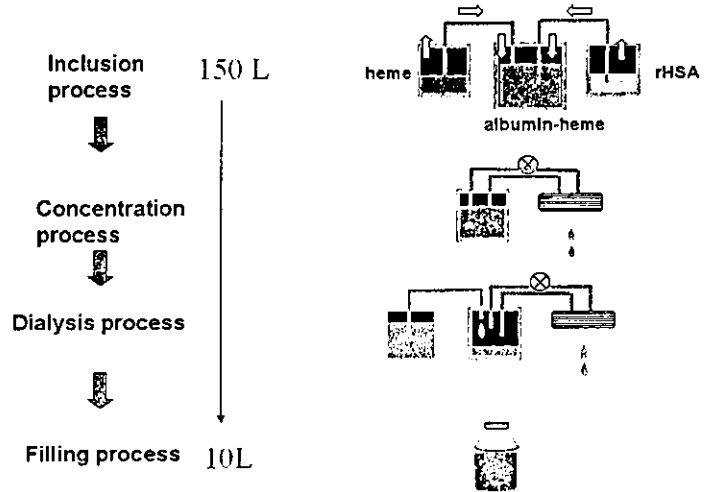 Inclusion
process
150 L
heme
rHSA
albumin-heme
Concentration
process
Dialysis process
Filling process
10L